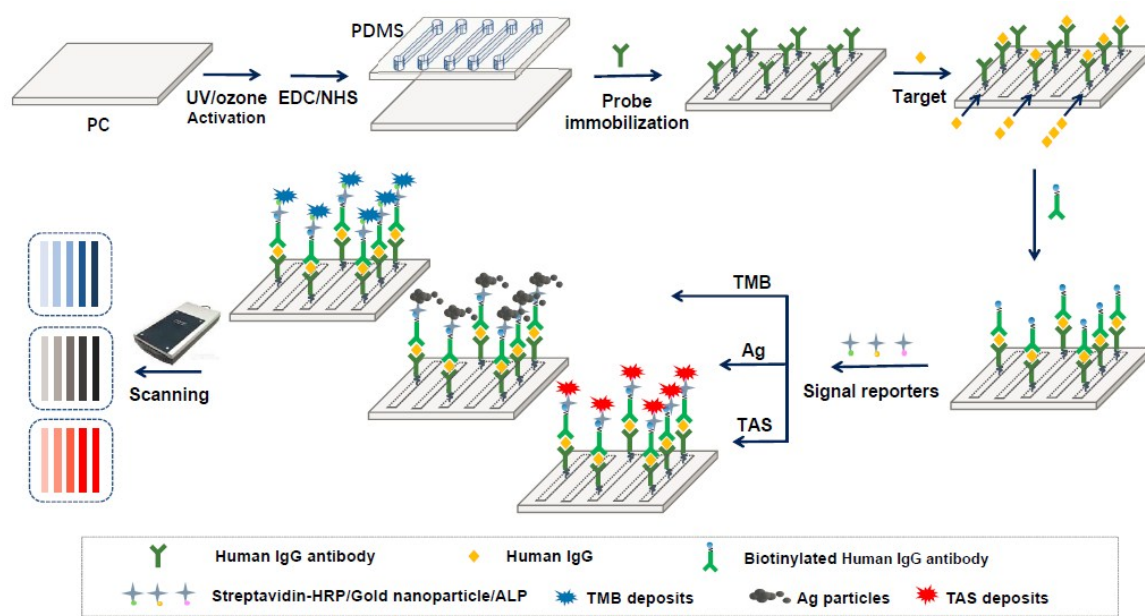 PDMS
PC
UV/ozone
Activation
EDC/NHS
Probe
immobilization
Target
TMB
Ag
TAS
Signal reporters
Scanning
Human IgG antibody
Human IgG
Biotinylated Human IgG antibody
Streptavidin-HRP/Gold nanoparticle/ALP
TMB deposits
Ag particles
TAS deposits